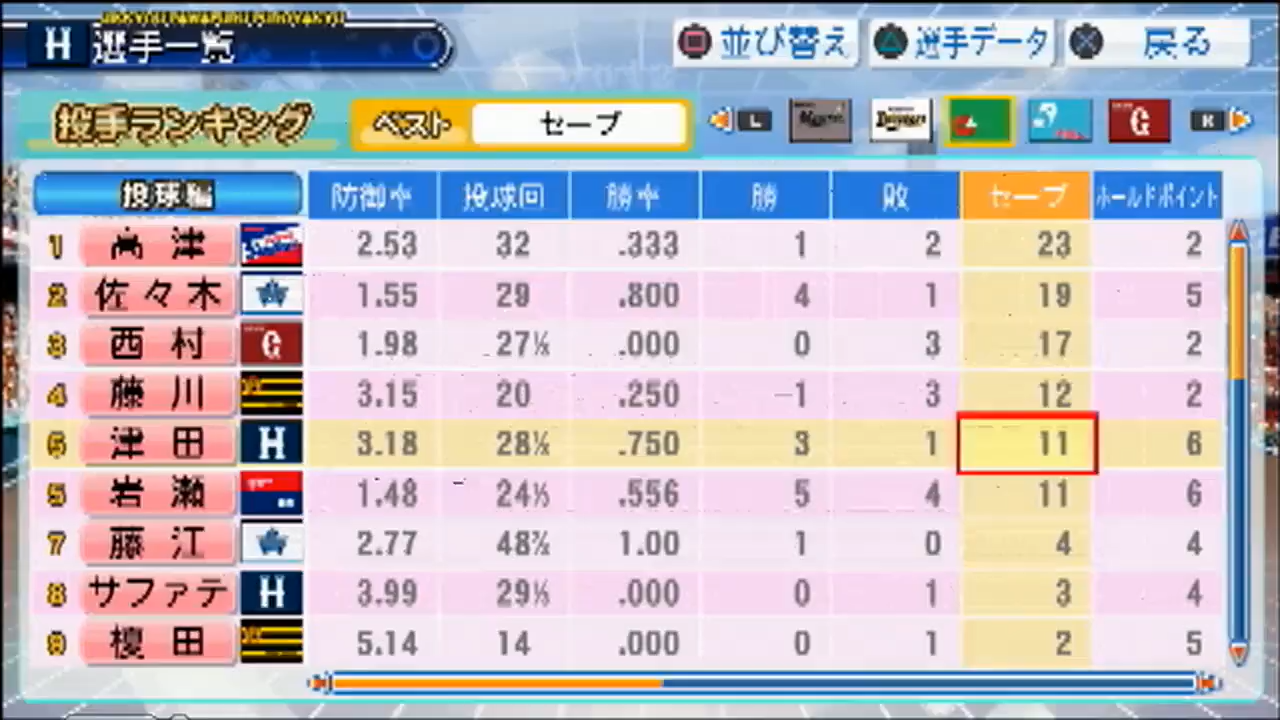 H 選手一覧 並び替え 選手データ 戻る
投手ランキング ベスト セーブ L G R
投球編 防御率 投球回 勝率 勝 敗 セーブ ホールドポイント
1 高津 2.53 32 .333 1 2 23 2
2 佐々木 1.55 29 .800 4 1 19 5
3 西村 G 1.98 27⅓ .000 0 3 17 2
4 藤川 3.15 20 .250 1 3 12 2
津田 H 3.18 .750 3 1 11 6
5 岩瀬 1.48 24⅓ .556 5 4 11 6
7 藤江 2.77 48⅔ 1.00 1 0 4 4
8 サファテ H 3.99 29⅓ .000 0 1 3 4
9 榎田 5.14 14 .000 0 1 2 5